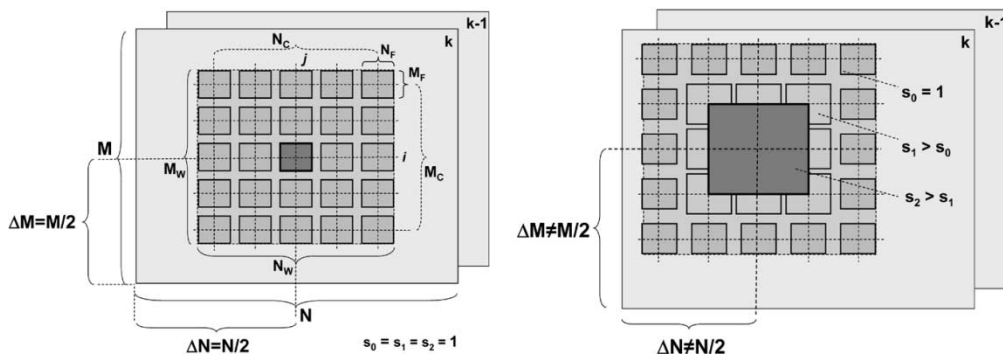 k-1
k
N_C
j
N_F
M_F
M
M_W
i
M_C
ΔM=M/2
N_W
N
ΔN=N/2
s₀ = s₁ = s₂ = 1
k-1
k
s₀ = 1
s₁ > s₀
s₂ > s₁
ΔM≠M/2
ΔN≠N/2